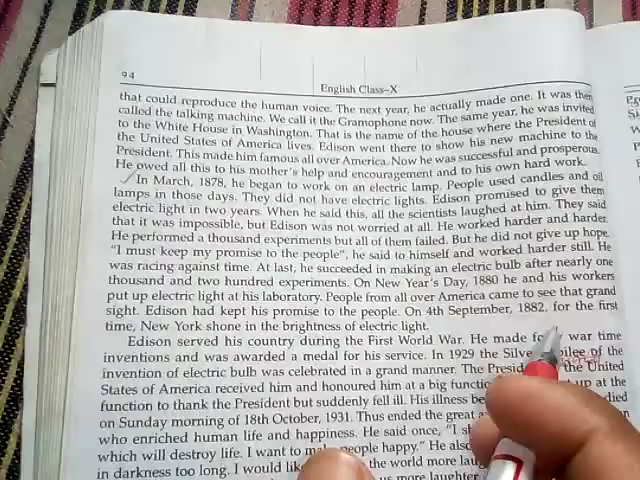 94
English Class–X
that could reproduce the human voice. The next year, he actually made one. It was then
called the talking machine. We call it the Gramophone now. The same year, he was invited
to the White House in Washington. That is the name of the house where the President of
the United States of America lives. Edison went there to show his new machine to the
President. This made him famous all over America. Now he was successful and prosperous.
He owed all this to his mother's help and encouragement and to his own hard work.
In March, 1878, he began to work on an electric lamp. People used candles and oil
lamps in those days. They did not have electric lights. Edison promised to give them
electric light in two years. When he said this, all the scientists laughed at him. They said
that it was impossible, but Edison was not worried at all. He worked harder and harder.
He performed a thousand experiments but all of them failed. But he did not give up hope.
"I must keep my promise to the people", he said to himself and worked harder still. He
was racing against time. At last, he succeeded in making an electric bulb after nearly one
thousand and two hundred experiments. On New Year's Day, 1880 he and his workers
put up electric light at his laboratory. People from all over America came to see that grand
sight. Edison had kept his promise to the people. On 4th September, 1882. for the first
time, New York shone in the brightness of electric light.
Edison served his country during the First World War. He made war time
inventions and was awarded a medal for his service. In 1929 the of the
invention of electric bulb was celebrated in a grand manner. The the United
States of America received him and honoured him at a big up at the
function to thank the President but suddenly fell ill. His illness died
on Sunday morning of 18th October, 1931. Thus ended the great
who enriched human life and happiness. He said once, "I
which will destroy life. I want to people happy." He
in darkness too long. I would the world more
more laughter